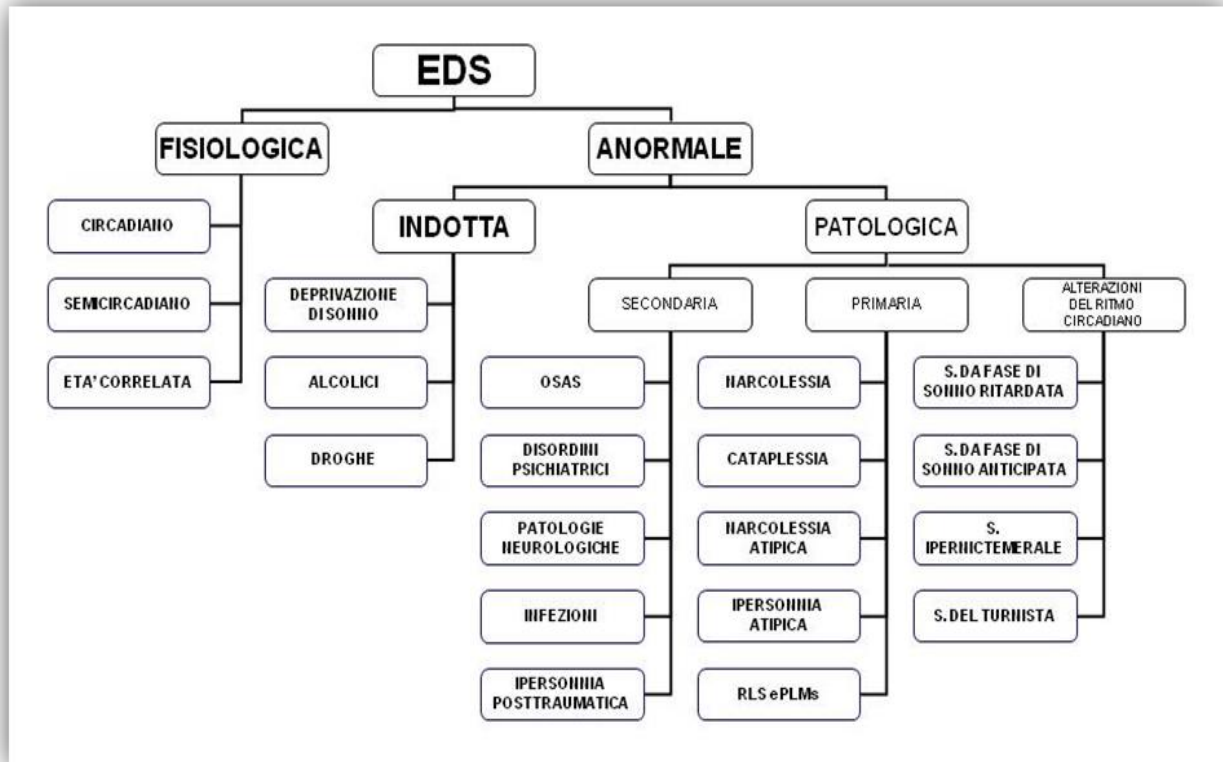 EDS
FISIOLOGICA
ANORMALE
CIRCADIANO
SEMICIRCADIANO
ETA' CORRELATA
INDOTTA
DEPRIVAZIONE
DI SONNO
ALCOLICI
DROGHE
PATOLOGICA
SECONDARIA
OSAS
DISORDINI
PSICHIATRICI
PATOLOGIE
NEUROLOGICHE
INFEZIONI
IPERSONNIA
POSTTRAUMATICA
PRIMARIA
NARCOLESSIA
CATAPLESSIA
NARCOLESSIA
ATIPICA
IPERSONNIA
ATIPICA
RLS e PLMs
ALTERAZIONI
DEL RITMO
CIRCADIANO
S. DA FASE DI
SONNO RITARDATA
S. DA FASE DI
SONNO ANTICIPATA
S.
IPERNICTEMERALE
S. DEL TURNISTA